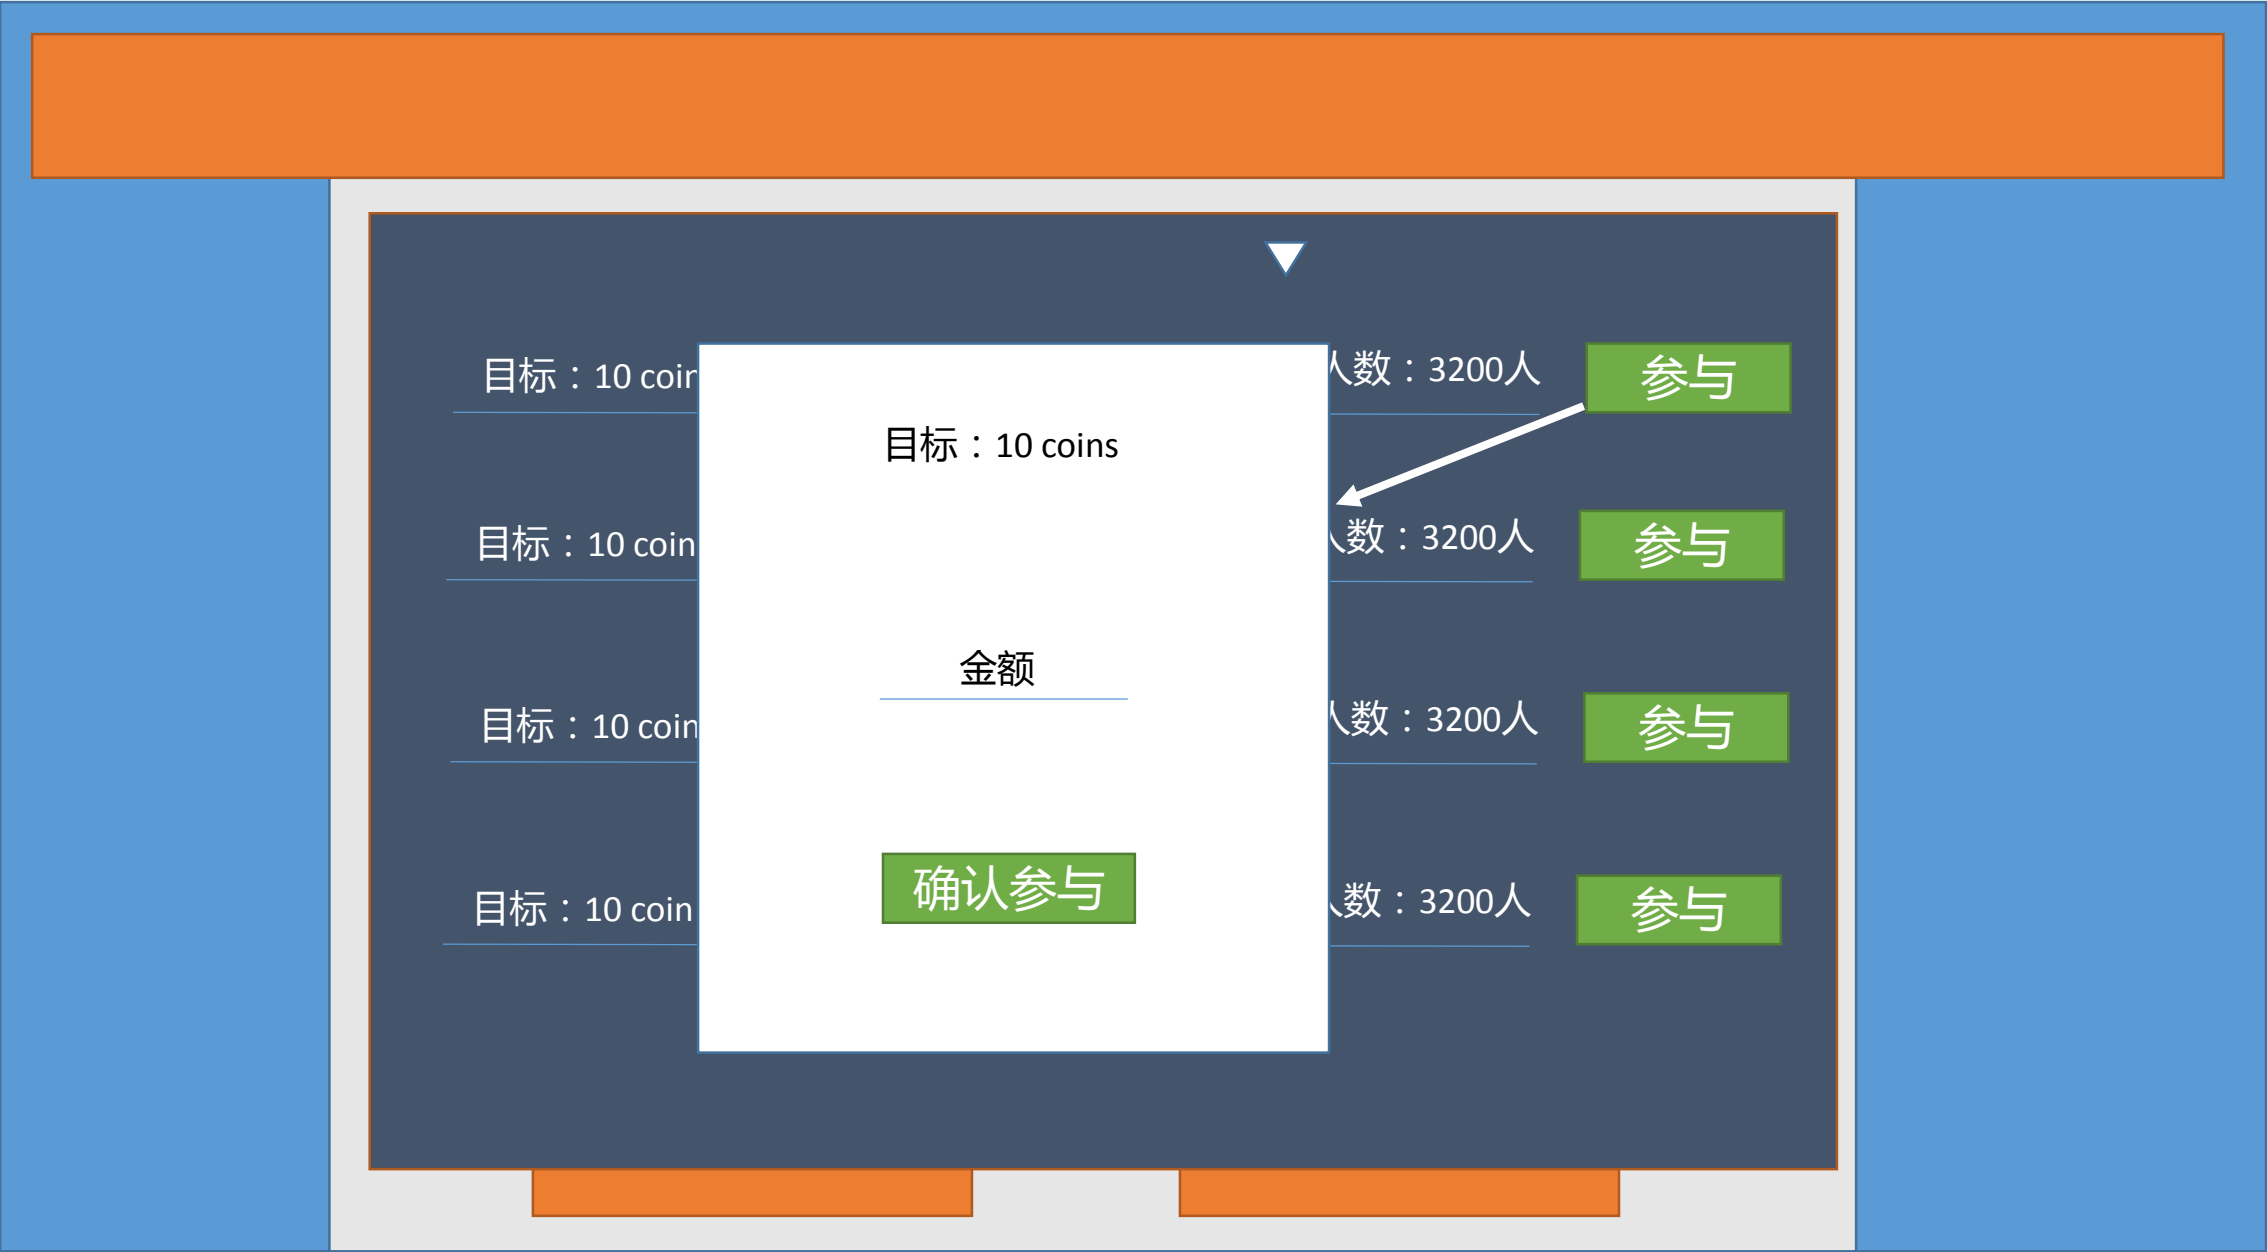 目标：10 coin
人数：3200人
参与
目标：10 coins
目标：10 coin
数：3200人
参与
金额
目标：10 coin
人数：3200人
参与
确认参与
目标：10 coin
数：3200人
参与